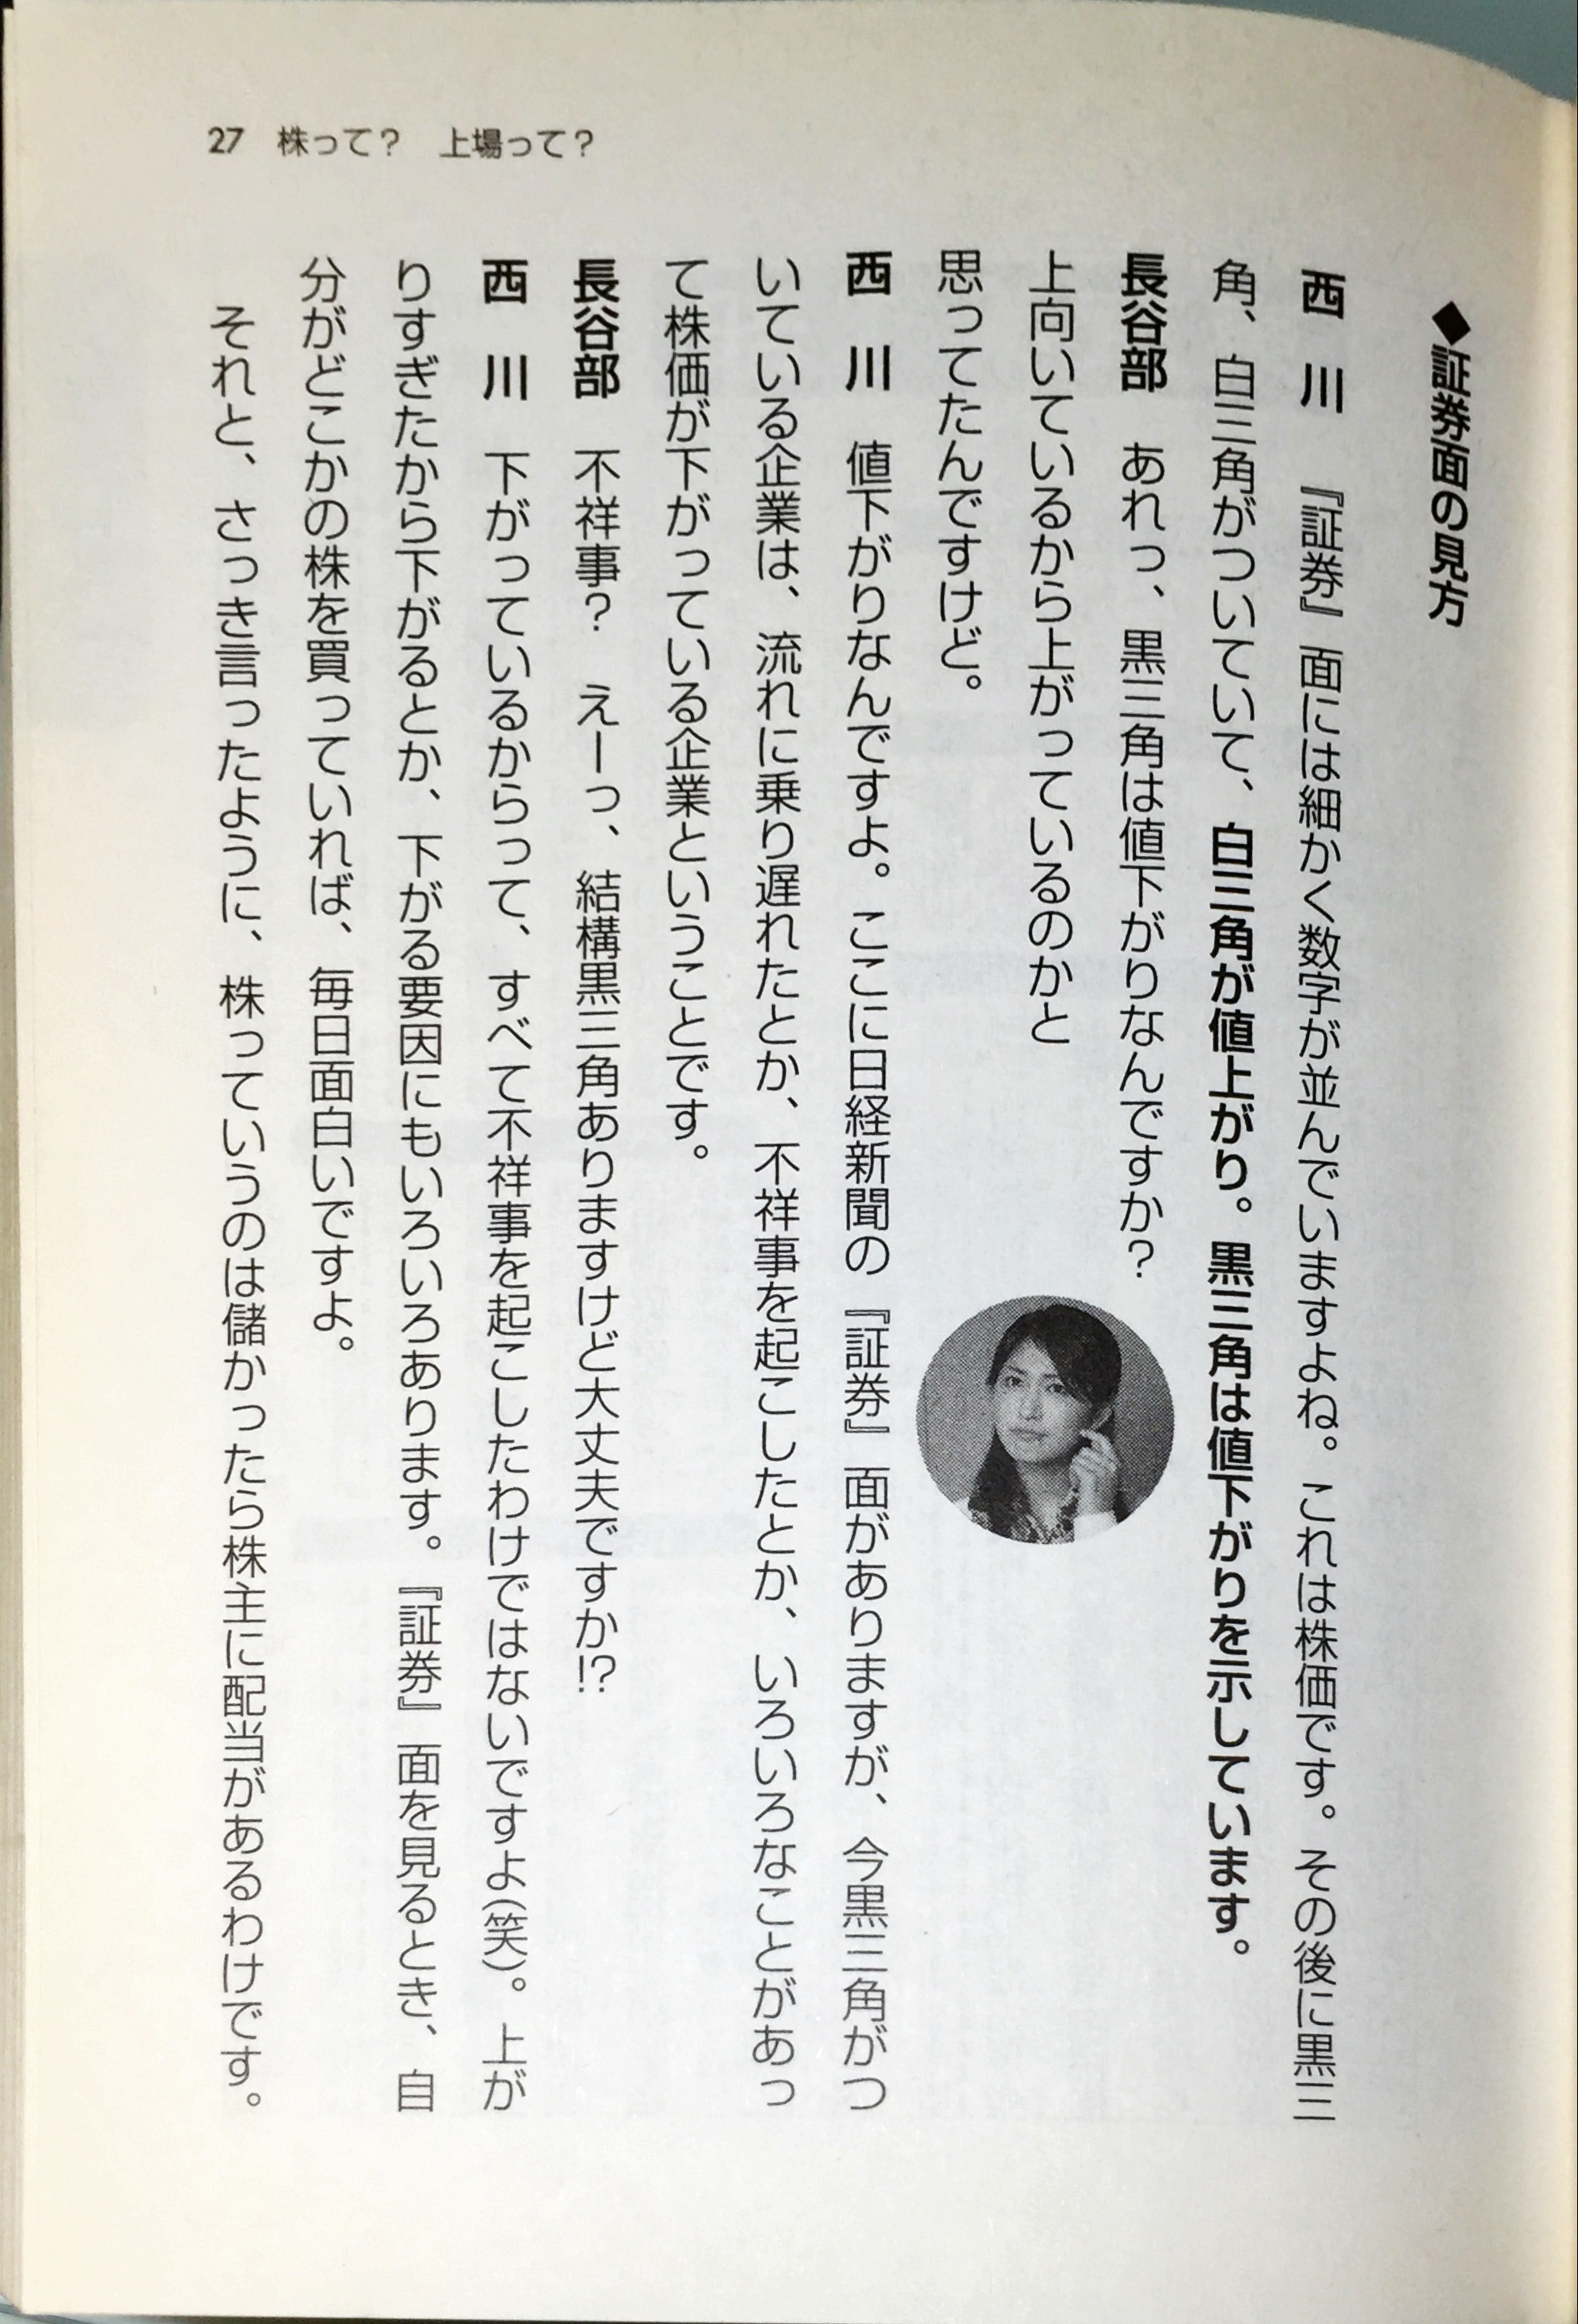 27 株って？ 上場って？
◆証券面の見方
西 川 『証券』面には細かく数字が並んでいますよね。これは株価です。その後に黒三
角、白三角がついていて、白三角が値上がり。黒三角は値下がりを示しています。
長谷部 あれっ、黒三角は値下がりなんですか？
上向いているから上がっているのかと
思ってたんですけど。
西 川 値下がりなんですよ。ここに日経新聞の『証券』面がありますが、今黒三角がつ
いている企業は、流れに乗り遅れたとか、不祥事を起こしたとか、いろいろなことがあっ
て株価が下がっている企業ということです。
長谷部 不祥事？ えーっ、結構黒三角ありますけど大丈夫ですか!?
西 川 下がっているからって、すべて不祥事を起こしたわけではないですよ(笑)。上が
りすぎたから下がるとか、下がる要因にもいろいろあります。『証券』面を見るとき、自
分がどこかの株を買っていれば、毎日面白いですよ。
それと、さっき言ったように、株っていうのは儲かったら株主に配当があるわけです。